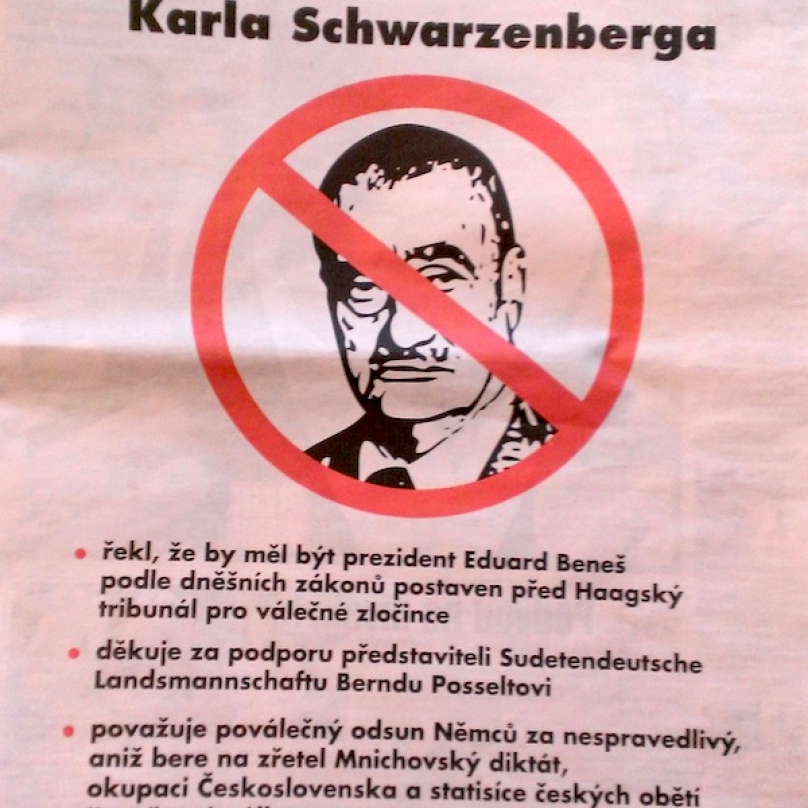 Karla Schwarzenberga
• řekl, že by měl být prezident Eduard Beneš
podle dněšních zákonů postaven před Haagský
tribunál pro válečné zločince
• děkuje za podporu představiteli Sudetendeutsche
Landsmannschaftu Berndu Posseltovi
• považuje poválečný odsun Němců za nespravedlivý,
aniž bere na zřetel Mnichovský diktát,
okupaci Československa a statisíce českých obětí